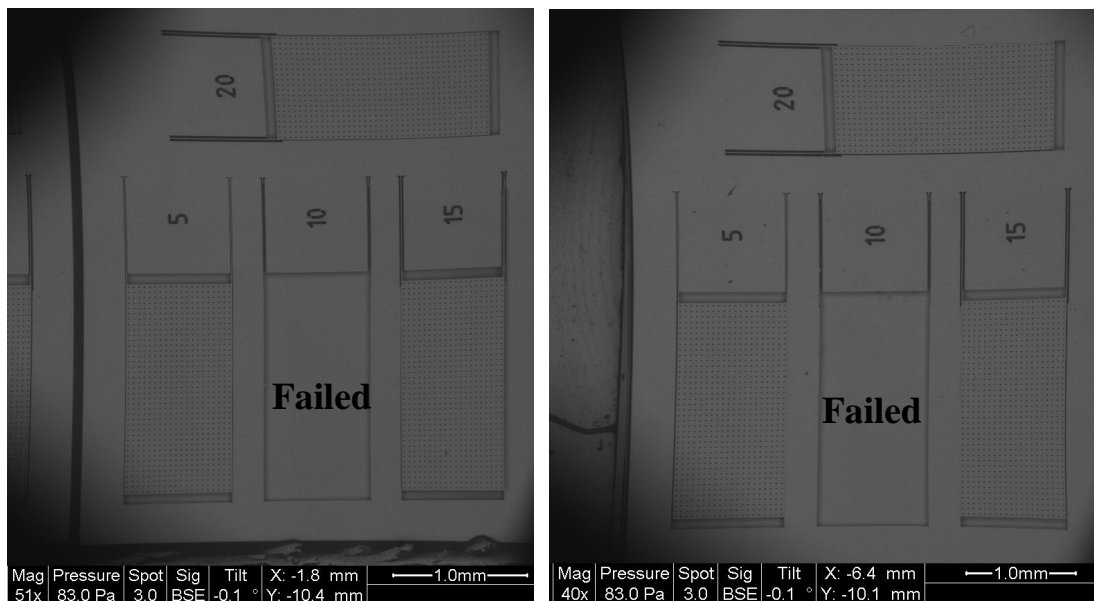 20
5
10
15
Failed
Mag Pressure Spot Sig Tilt X: -1.8 mm 1.0mm
51x 83.0 Pa 3.0 BSE -0.1 ° Y: -10.4 mm
20
5
10
15
Failed
Mag Pressure Spot Sig Tilt X: -6.4 mm 1.0mm
40x 83.0 Pa 3.0 BSE -0.1 ° Y: -10.1 mm